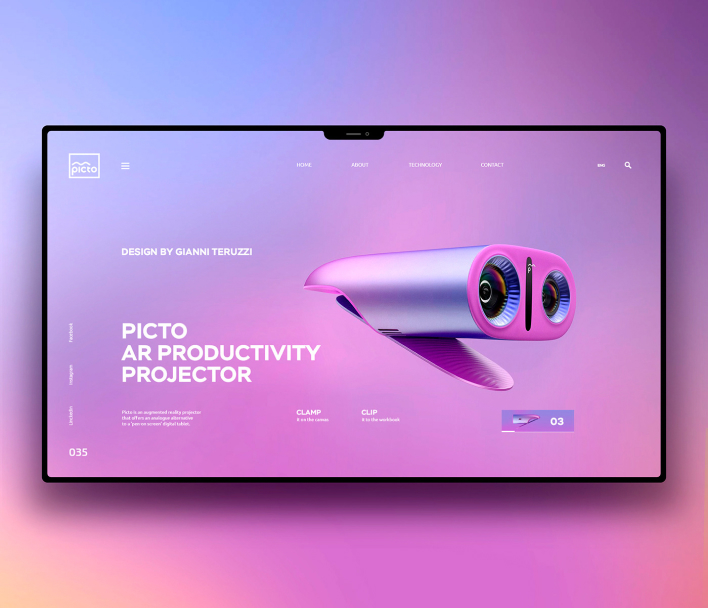 picto
HOME
ABOUT
TECHNOLOGY
CONTACT
ENG
DESIGN BY GIANNI TERUZZI
PICTO
AR PRODUCTIVITY
PROJECTOR
Facebook
Instagram
Linkedin
Picto is an augmented reality projector
that offers an analogue alternative
to a 'pen on screen' digital tablet.
CLAMP
it on the canvas
CLIP
it to the workbook
03
035